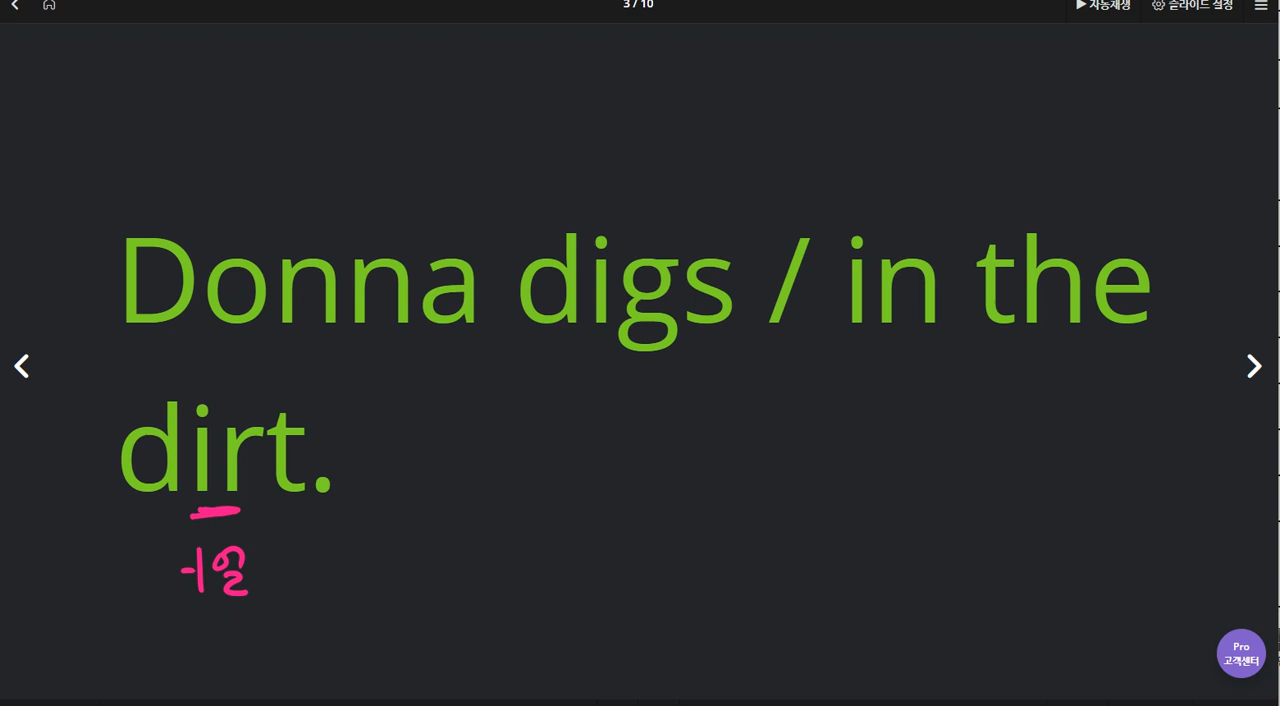 3 / 10
▶ 자동재생
슬라이드 설정
Donna digs / in the
dirt.
ㅓ얼
Pro
고객센터